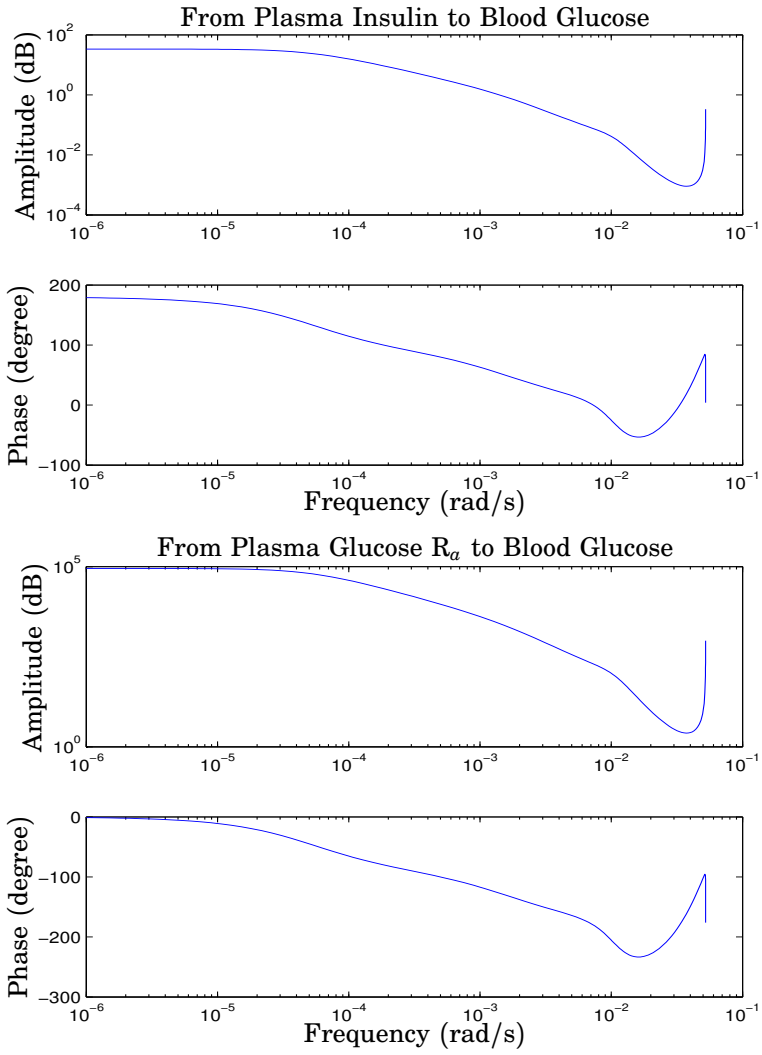 From Plasma Insulin to Blood Glucose
Amplitude (dB)
10^2
10^0
10^−2
10^−4
10^−6 10^−5 10^−4 10^−3 10^−2 10^−1
Phase (degree)
200
100
0
−100
10^−6 10^−5 10^−4 10^−3 10^−2 10^−1
Frequency (rad/s)
From Plasma Glucose R_a to Blood Glucose
Amplitude (dB)
10^5
10^0
10^−6 10^−5 10^−4 10^−3 10^−2 10^−1
Phase (degree)
0
−100
−200
−300
10^−6 10^−5 10^−4 10^−3 10^−2 10^−1
Frequency (rad/s)